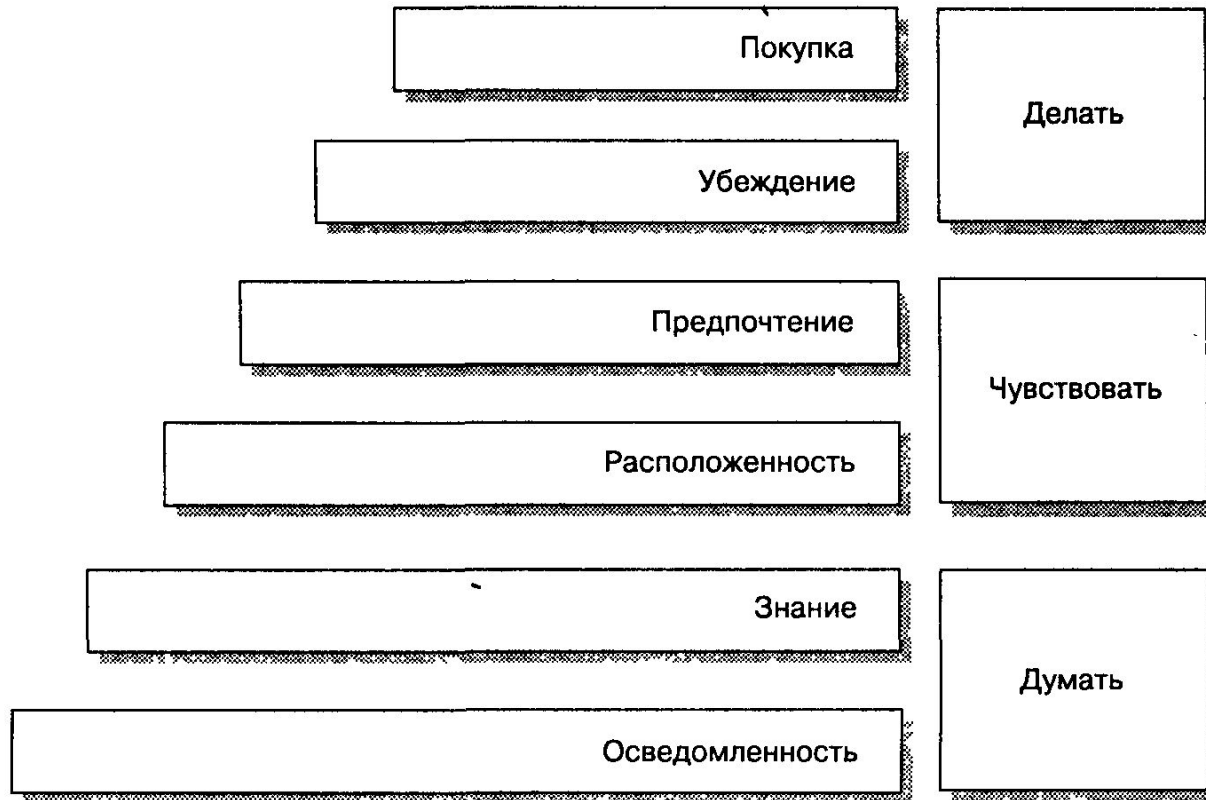 Покупка
Убеждение
Делать
Предпочтение
Расположенность
Чувствовать
Знание
Осведомленность
Думать